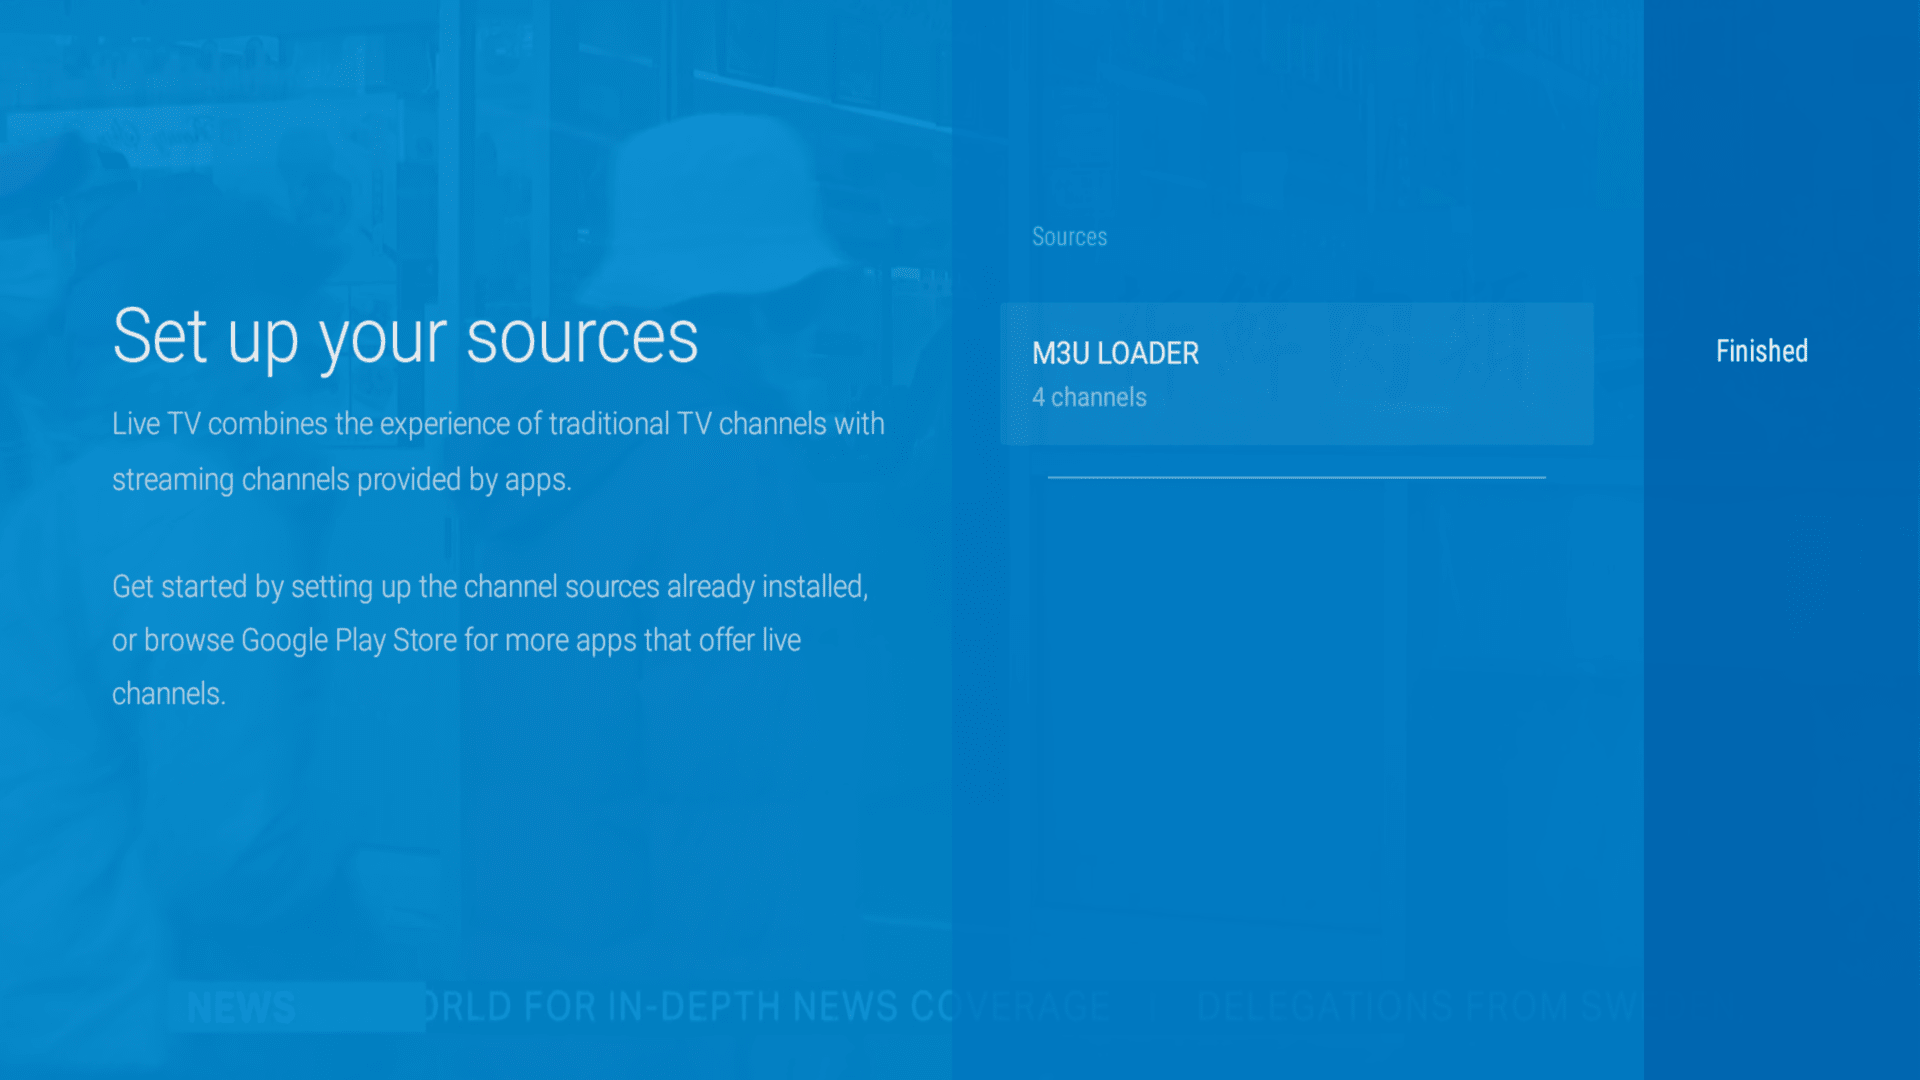 Set up your sources
Live TV combines the experience of traditional TV channels with
streaming channels provided by apps.
Get started by setting up the channel sources already installed,
or browse Google Play Store for more apps that offer live
channels.
Sources
M3U LOADER
4 channels
Finished
NEWS
FOR IN-DEPTH NEWS COVERAGE | DELEGATIONS FROM